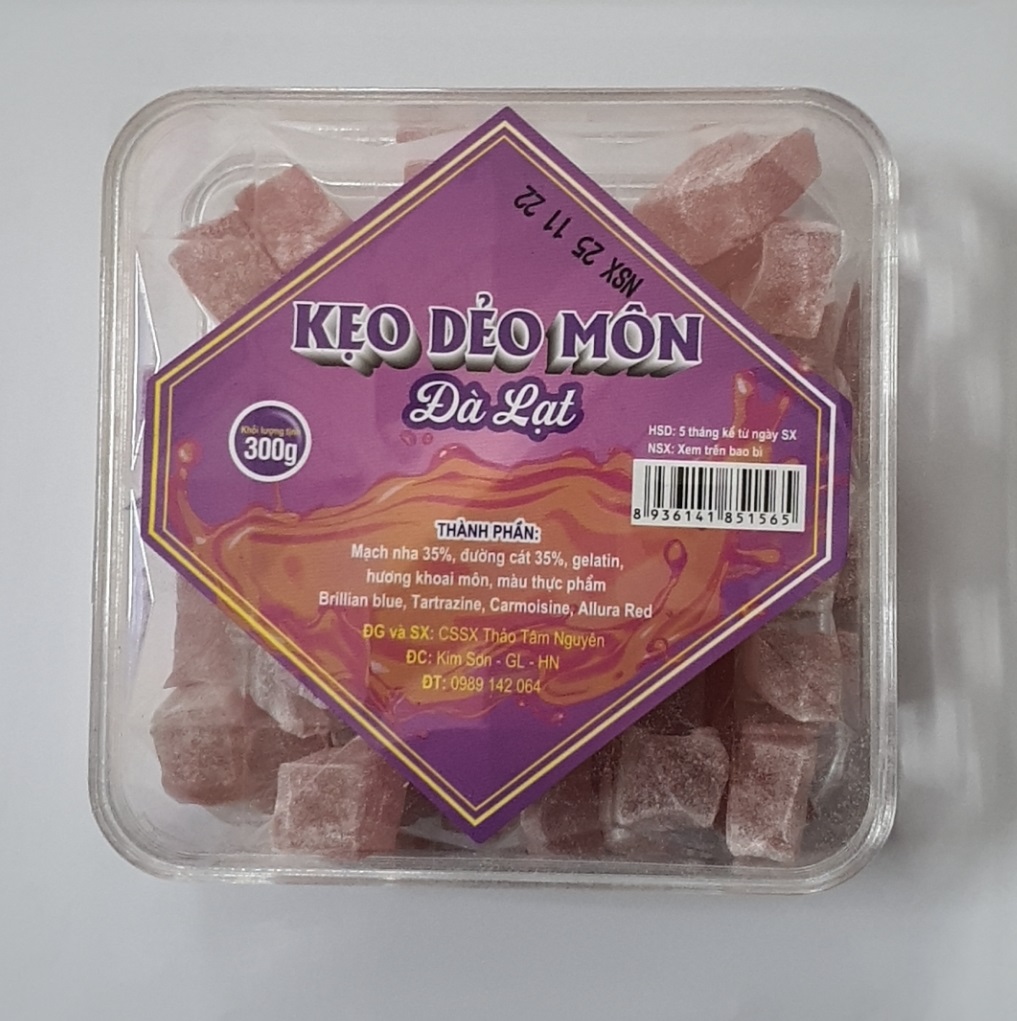 NSX 25 11 22
KẸO DẺO MÔN
Đà Lạt
Khối lượng tịnh
300g
HSD: 5 tháng kể từ ngày SX
NSX: Xem trên bao bì
8 936141 851565
THÀNH PHẦN:
Mạch nha 35%, đường cát 35%, gelatin,
hương khoai môn, màu thực phẩm
Brillian blue, Tartrazine, Carmoisine, Allura Red
ĐG và SX: CSSX Thảo Tâm Nguyên
ĐC: Kim Sơn - GL - HN
ĐT: 0989 142 064